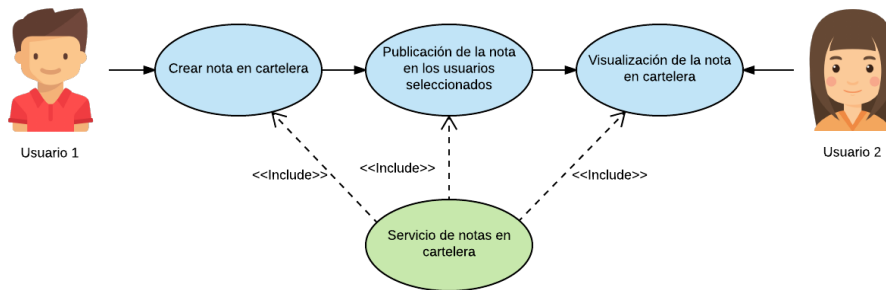 Crear nota en cartelera
Publicación de la nota
en los usuarios
seleccionados
Visualización de la nota
en cartelera
Usuario 1
Usuario 2
<<Include>>
<<Include>>
<<Include>>
Servicio de notas en
cartelera